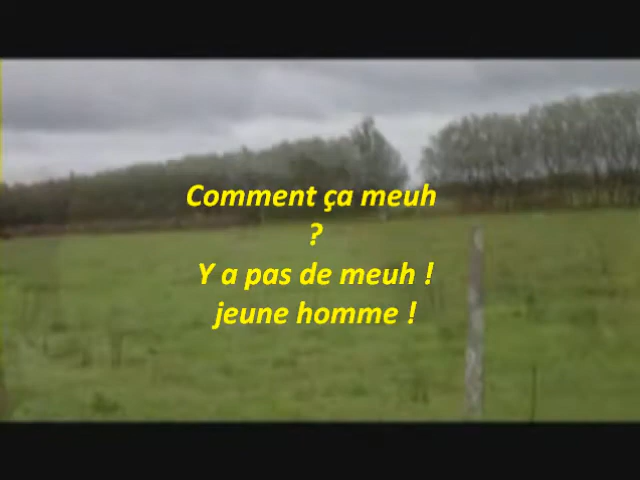 Comment ça meuh
?
Y a pas de meuh !
jeune homme !